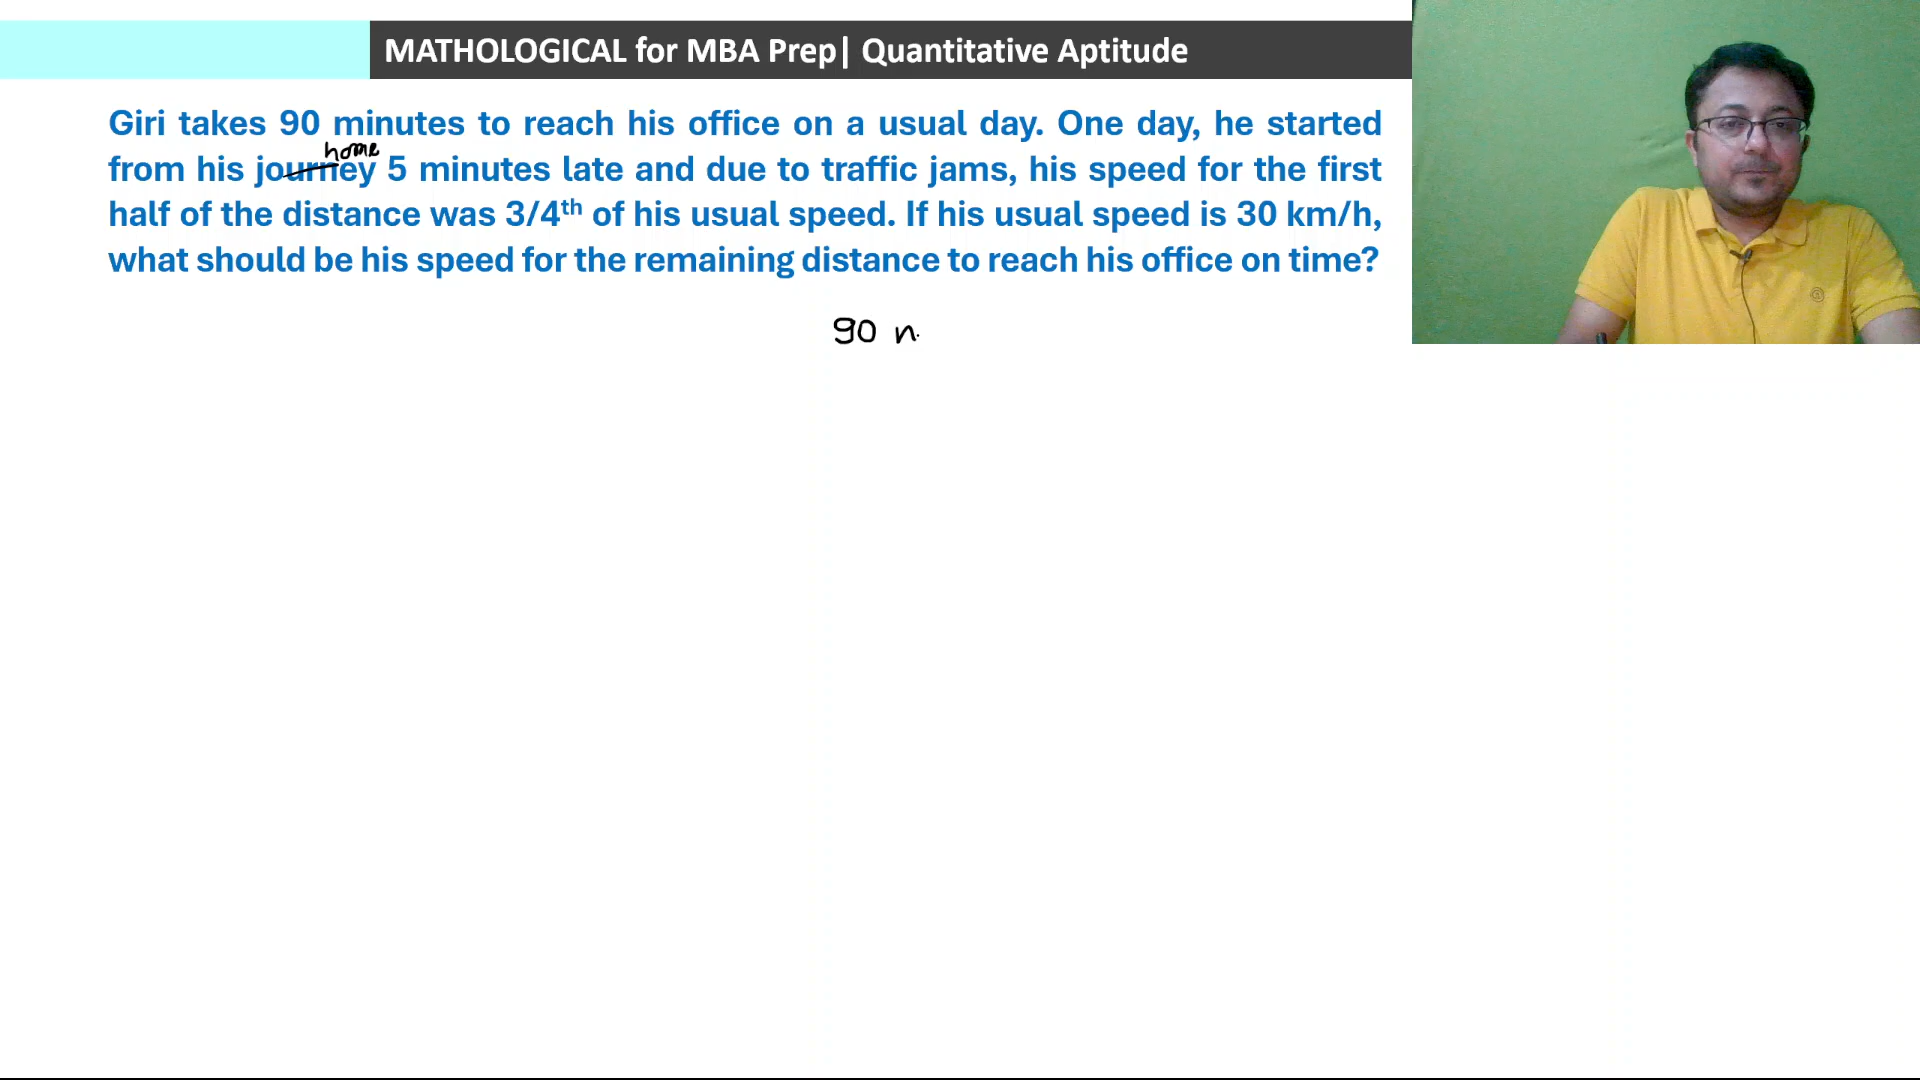 MATHOLOGICAL for MBA Prep| Quantitative Aptitude
Giri takes 90 minutes to reach his office on a usual day. One day, he started
home
from his journey 5 minutes late and due to traffic jams, his speed for the first
half of the distance was 3/4th of his usual speed. If his usual speed is 30 km/h,
what should be his speed for the remaining distance to reach his office on time?
90 n